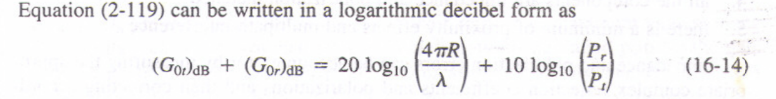 Equation (2-119) can be written in a logarithmic decibel form as
(G₀ₜ)dB + (G₀ᵣ)dB = 20 log₁₀ (4πR/λ) + 10 log₁₀ (Pᵣ/Pₜ) (16-14)